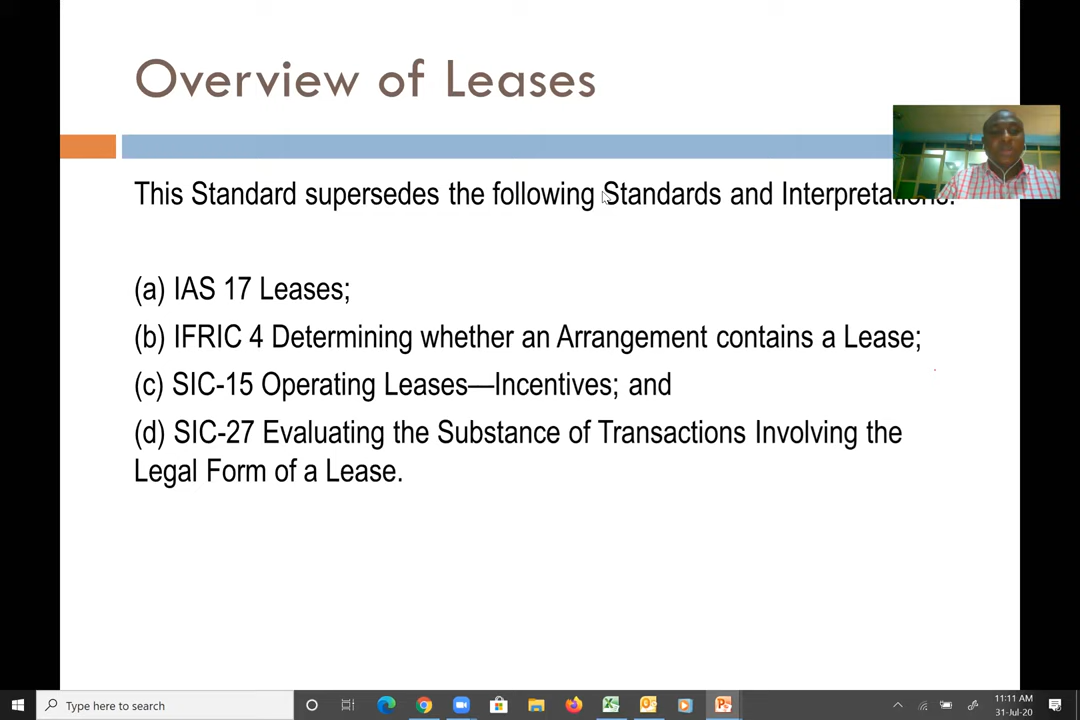 Overview of Leases
This Standard supersedes the following Standards and Interpretations:
(a) IAS 17 Leases;
(b) IFRIC 4 Determining whether an Arrangement contains a Lease;
(c) SIC-15 Operating Leases—Incentives; and
(d) SIC-27 Evaluating the Substance of Transactions Involving the
Legal Form of a Lease.
Type here to search
11:11 AM
31-Jul-20